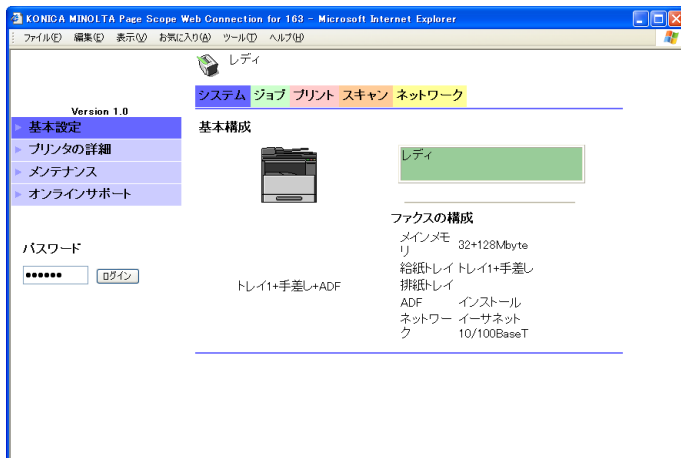 KONICA MINOLTA Page Scope Web Connection for 163 - Microsoft Internet Explorer
ファイル(F) 編集(E) 表示(V) お気に入り(A) ツール(T) ヘルプ(H)
レディ
システム ジョブ プリント スキャン ネットワーク
Version 1.0
基本設定
プリンタの詳細
メンテナンス
オンラインサポート
パスワード
●●●●●● ログイン
基本構成
レディ
トレイ1+手差し+ADF
ファクスの構成
メインメモ
リ 32+128Mbyte
給紙トレイ トレイ1+手差し
排紙トレイ
ADF インストール
ネットワー イーサネット
ク 10/100BaseT